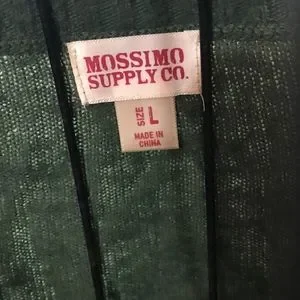 MOSSIMO
SUPPLY CO.
SIZE L
MADE IN
CHINA